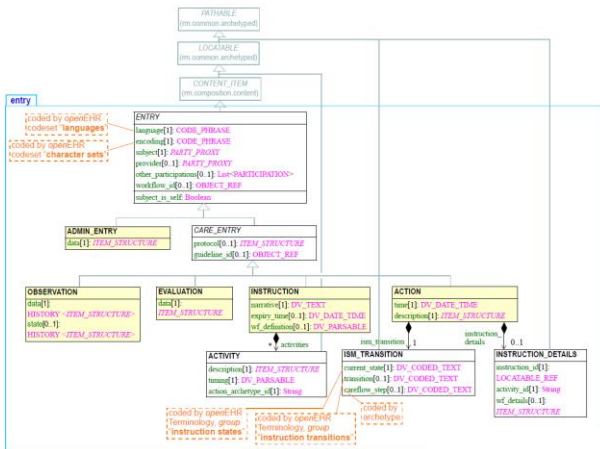 PATHABLE
(rm.common.archetyped)
LOCATABLE
(rm.common.archetyped)
CONTENT_ITEM
(rm.composition.content)
entry
coded by openEHR
codeset "languages"
coded by openEHR
codeset "character sets"
ENTRY
language[1]: CODE_PHRASE
encoding[1]: CODE_PHRASE
subject[1]: PARTY_PROXY
provider[0..1]: PARTY_PROXY
other_participations[0..1]: List<PARTICIPATION>
workflow_id[0..1]: OBJECT_REF
subject_is_self: Boolean
ADMIN_ENTRY
data[1]: ITEM_STRUCTURE
CARE_ENTRY
protocol[0..1]: ITEM_STRUCTURE
guideline_id[0..1]: OBJECT_REF
OBSERVATION
data[1]:
HISTORY <ITEM_STRUCTURE>
state[0..1]:
HISTORY <ITEM_STRUCTURE>
EVALUATION
data[1]:
ITEM_STRUCTURE
INSTRUCTION
narrative[1]: DV_TEXT
expiry_time[0..1]: DV_DATE_TIME
wf_definition[0..1]: DV_PARSABLE
ACTION
time[1]: DV_DATE_TIME
description[1]: ITEM_STRUCTURE
* activities
ism_transition 1
instruction_
details 0..1
ACTIVITY
description[1]: ITEM_STRUCTURE
timing[1]: DV_PARSABLE
action_archetype_id[1]: String
ISM_TRANSITION
current_state[1]: DV_CODED_TEXT
transition[0..1]: DV_CODED_TEXT
careflow_step[0..1]: DV_CODED_TEXT
INSTRUCTION_DETAILS
instruction_id[1]:
LOCATABLE_REF
activity_id[1]: String
wf_details[0..1]:
ITEM_STRUCTURE
coded by openEHR
Terminology, group
"instruction states"
coded by openEHR
Terminology, group
"instruction transitions"
coded by
archetype